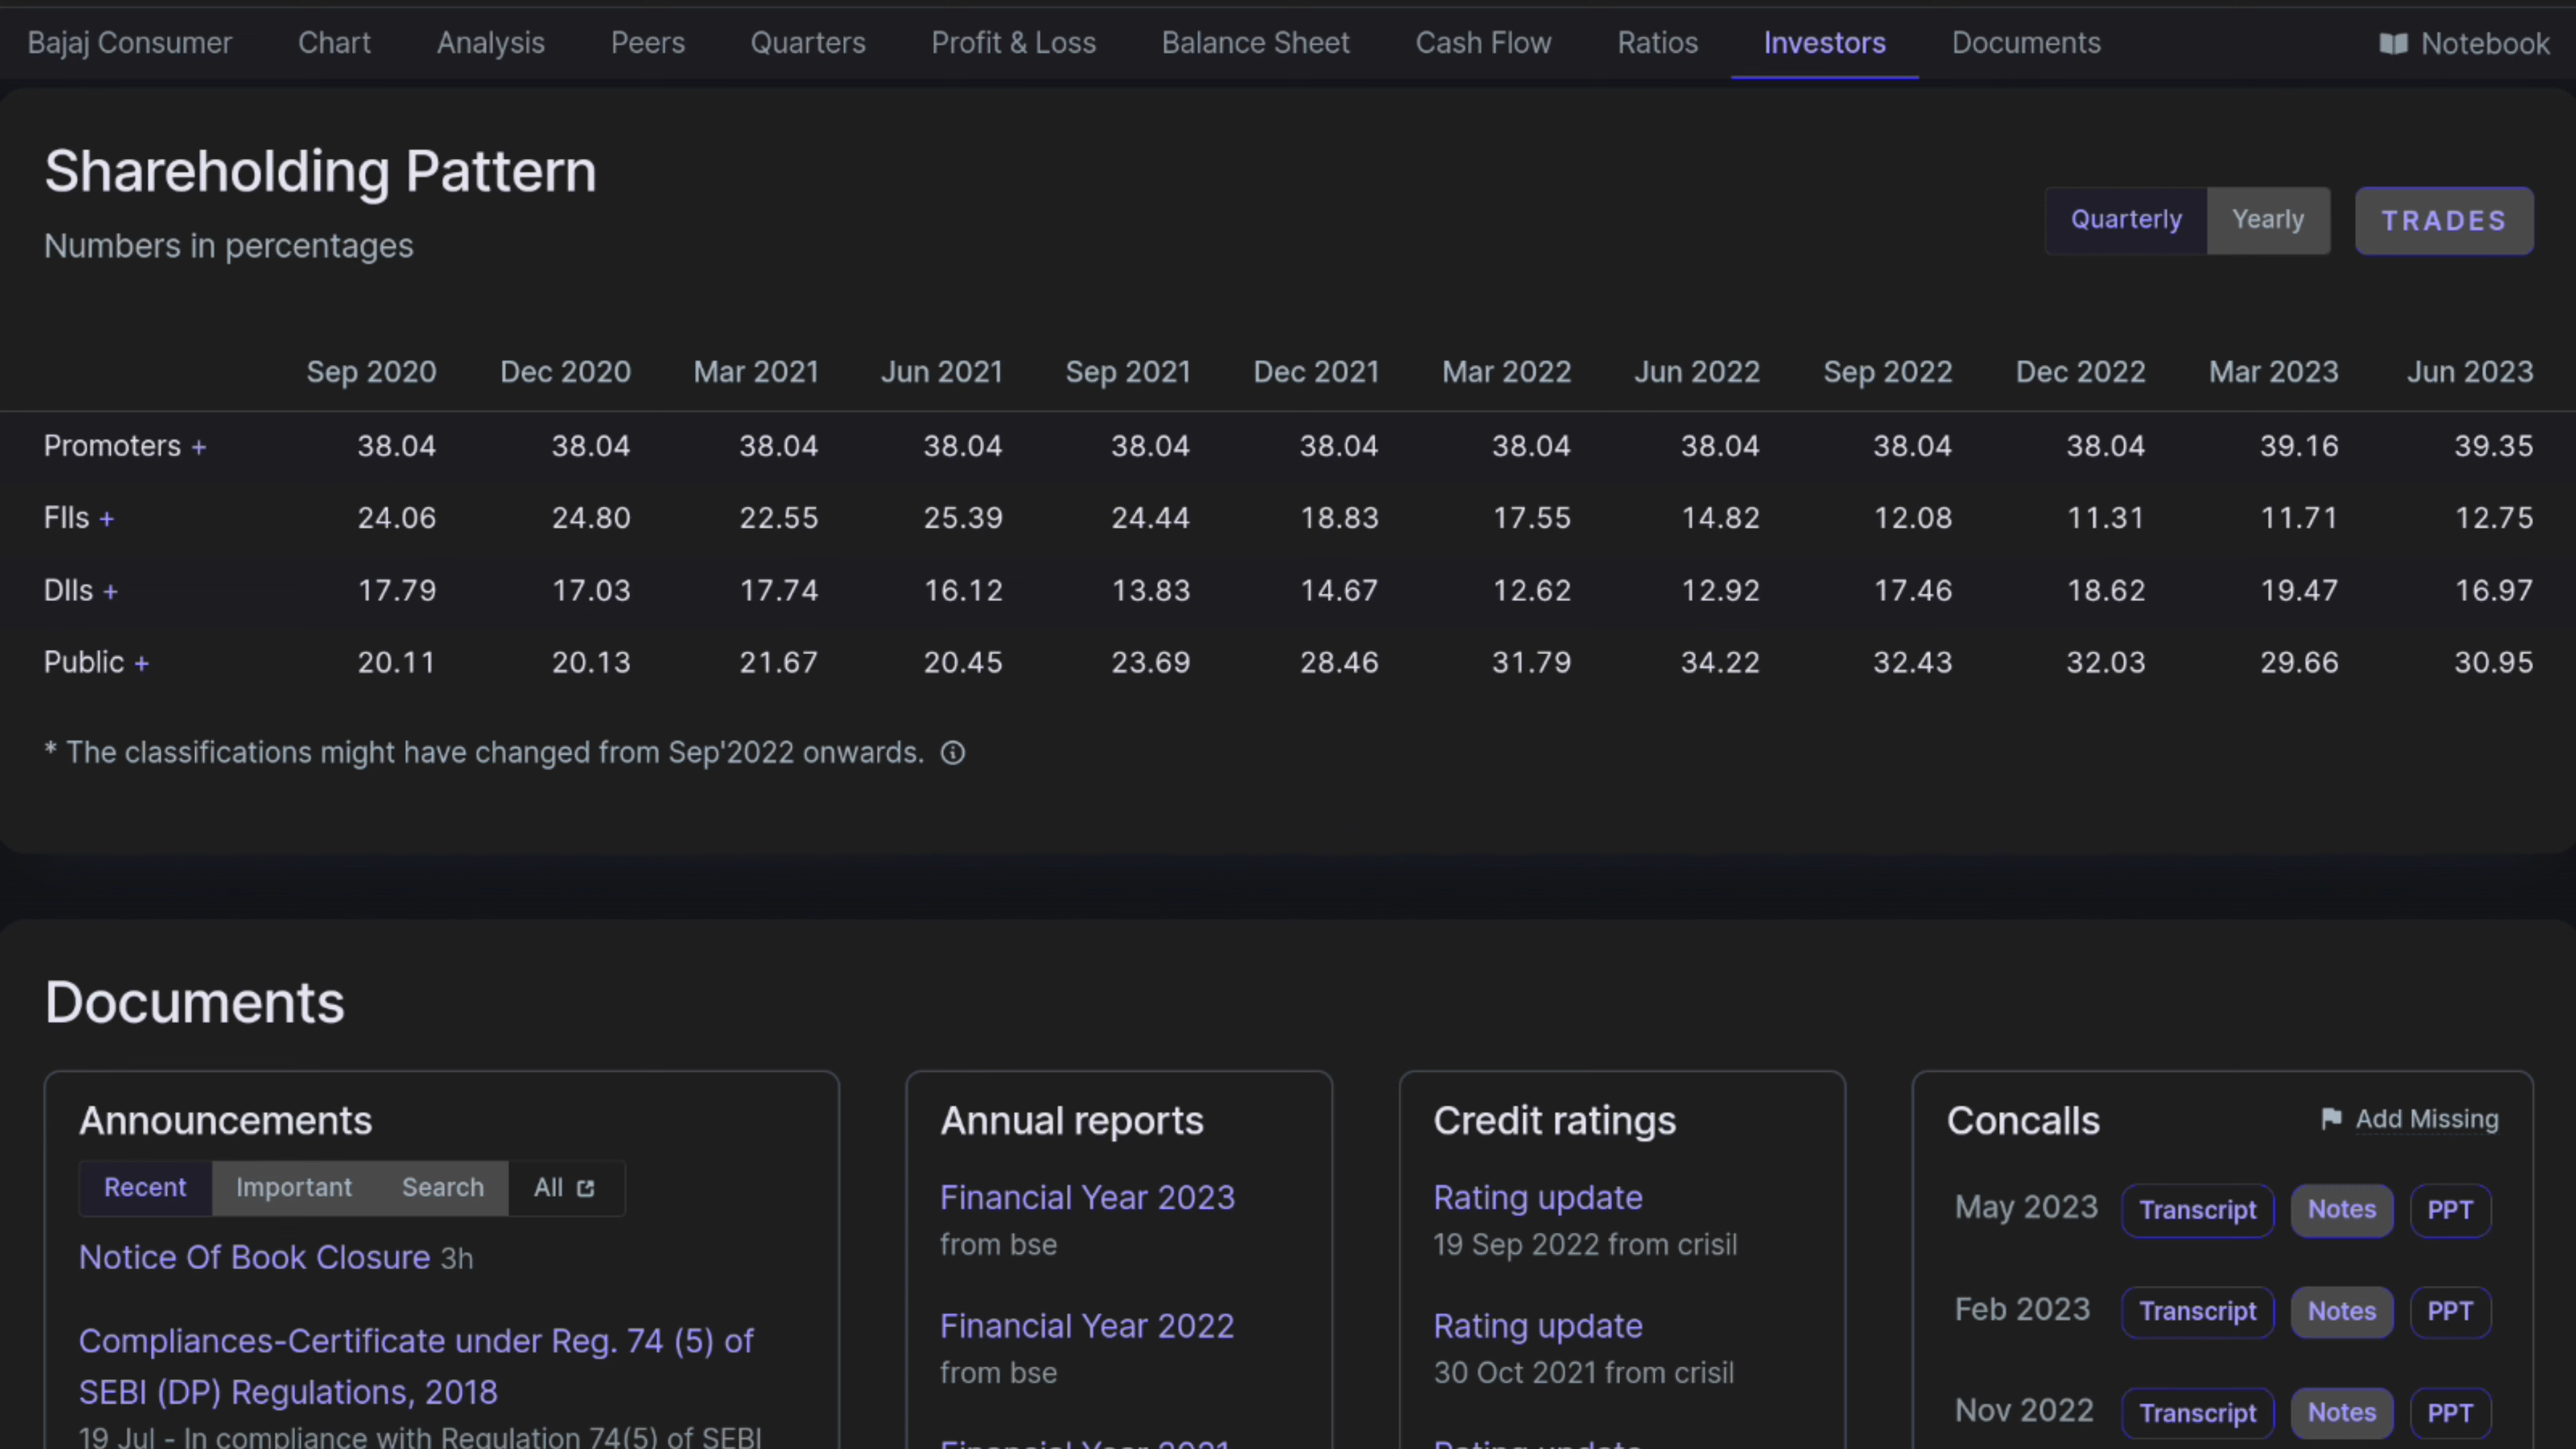 Bajaj Consumer Chart Analysis Peers Quarters Profit & Loss Balance Sheet Cash Flow Ratios Investors Documents Notebook
Shareholding Pattern
Numbers in percentages
Quarterly Yearly TRADES
Sep 2020 Dec 2020 Mar 2021 Jun 2021 Sep 2021 Dec 2021 Mar 2022 Jun 2022 Sep 2022 Dec 2022 Mar 2023 Jun 2023
Promoters + 38.04 38.04 38.04 38.04 38.04 38.04 38.04 38.04 38.04 38.04 39.16 39.35
FIIs + 24.06 24.80 22.55 25.39 24.44 18.83 17.55 14.82 12.08 11.31 11.71 12.75
DIIs + 17.79 17.03 17.74 16.12 13.83 14.67 12.62 12.92 17.46 18.62 19.47 16.97
Public + 20.11 20.13 21.67 20.45 23.69 28.46 31.79 34.22 32.43 32.03 29.66 30.95
* The classifications might have changed from Sep'2022 onwards.
Documents
Announcements
Recent Important Search All
Notice Of Book Closure 3h
Compliances-Certificate under Reg. 74 (5) of
SEBI (DP) Regulations, 2018
19 Jul - In compliance with Regulation 74(5) of SEBI
Annual reports
Financial Year 2023
from bse
Financial Year 2022
from bse
Financial Year 2021
Credit ratings
Rating update
19 Sep 2022 from crisil
Rating update
30 Oct 2021 from crisil
Rating update
Concalls Add Missing
May 2023 Transcript Notes PPT
Feb 2023 Transcript Notes PPT
Nov 2022 Transcript Notes PPT